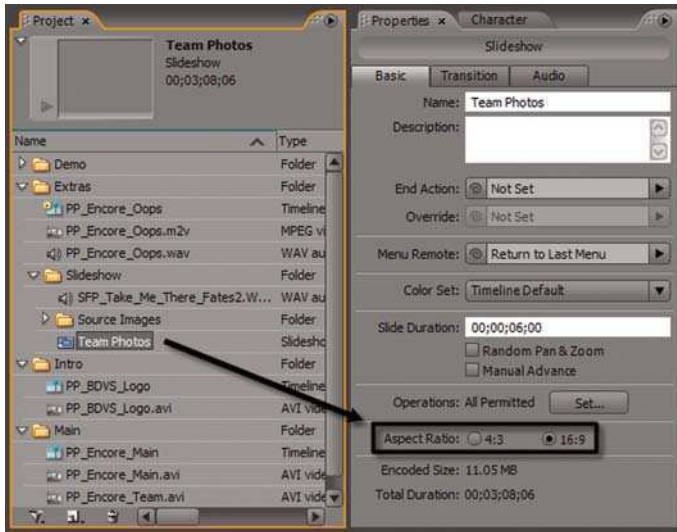 Project ×
Team Photos
Slideshow
00;03;08;06
Name Type
Demo Folder
Extras Folder
PP_Encore_Oops Timeline
PP_Encore_Oops.m2v MPEG vi
PP_Encore_Oops.wav WAV au
Slideshow Folder
SFP_Take_Me_There_Fates2.W... WAV au
Source Images Folder
Team Photos Slidesho
Intro Folder
PP_BDVS_Logo Timeline
PP_BDVS_Logo.avi AVI vide
Main Folder
PP_Encore_Main Timeline
PP_Encore_Main.avi AVI vide
PP_Encore_Team.avi AVI vide
Properties × Character
Slideshow
Basic Transition Audio
Name: Team Photos
Description:
End Action: Not Set
Override: Not Set
Menu Remote: Return to Last Menu
Color Set: Timeline Default
Slide Duration: 00;00;06;00
Random Pan & Zoom
Manual Advance
Operations: All Permitted Set...
Aspect Ratio: 4:3 16:9
Encoded Size: 11.05 MB
Total Duration: 00;03;08;06